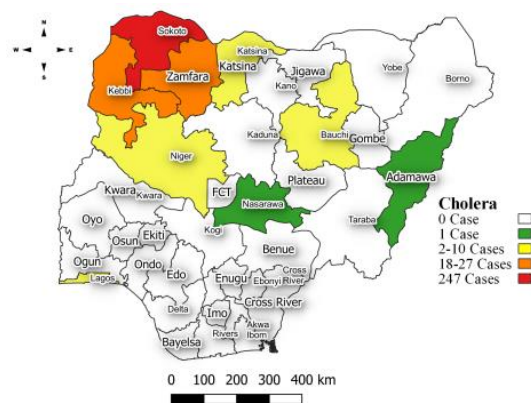 N
W E
S
Sokoto
Katsina
Zamfara
Katsina
Jigawa
Yobe
Borno
Kebbi
Kano
Kaduna
Bauchi
Gombe
Niger
Adamawa
Plateau
FCT
Nasarawa
Kwara
Kwara
Taraba
Oyo
Kogi
Osun
Ekiti
Benue
Ogun
Ondo
Edo
Enugu
Cross
River
Ebonyi
Lagos
Delta
Imo
Cross River
Rivers
Akwa
Ibom
Bayelsa
Cholera
0 Case
1 Case
2-10 Cases
18-27 Cases
247 Cases
0 100 200 300 400 km